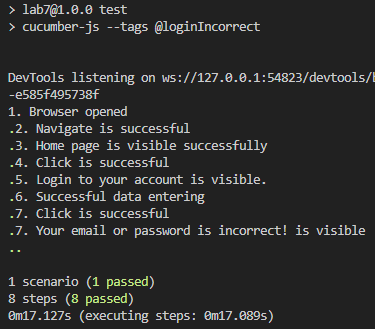 > lab7@1.0.0 test
> cucumber-js --tags @loginIncorrect
DevTools listening on ws://127.0.0.1:54823/devtools/
-e585f495738f
1. Browser opened
.2. Navigate is successful
.3. Home page is visible successfully
.4. Click is successful
.5. Login to your account is visible.
.6. Successful data entering
.7. Click is successful
.7. Your email or password is incorrect! is visible
..
1 scenario (1 passed)
8 steps (8 passed)
0m17.127s (executing steps: 0m17.089s)